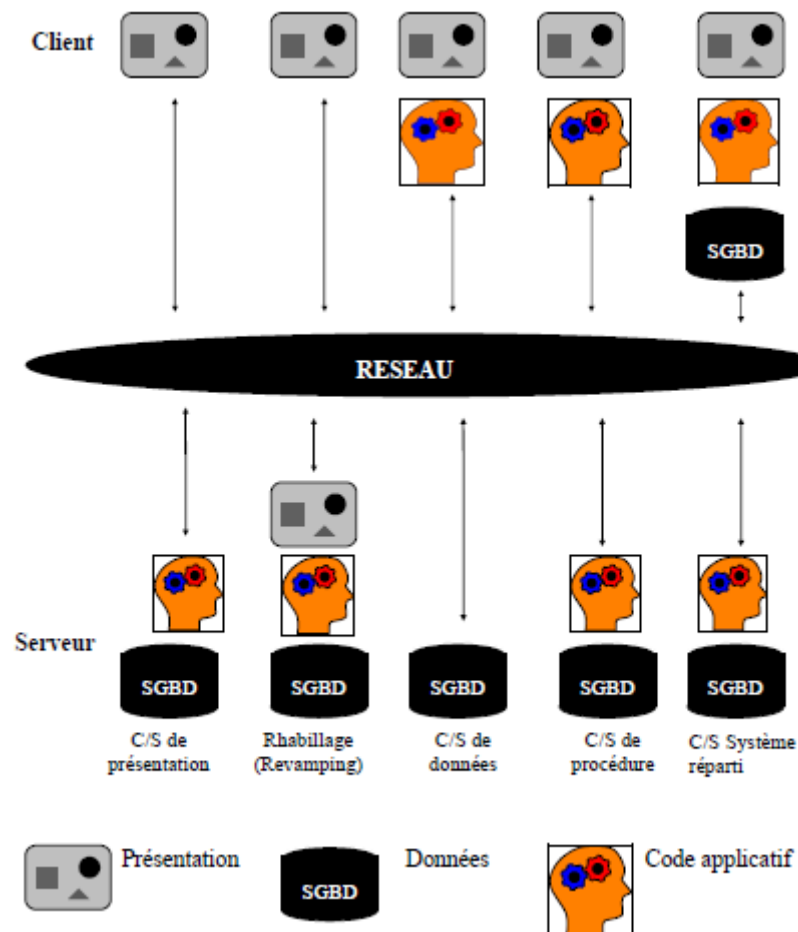 Client
SGBD
RESEAU
Serveur
SGBD
SGBD
SGBD
SGBD
SGBD
C/S de
présentation
Rhabillage
(Revamping)
C/S de
données
C/S de
procédure
C/S Système
réparti
Présentation
SGBD
Données
Code applicatif